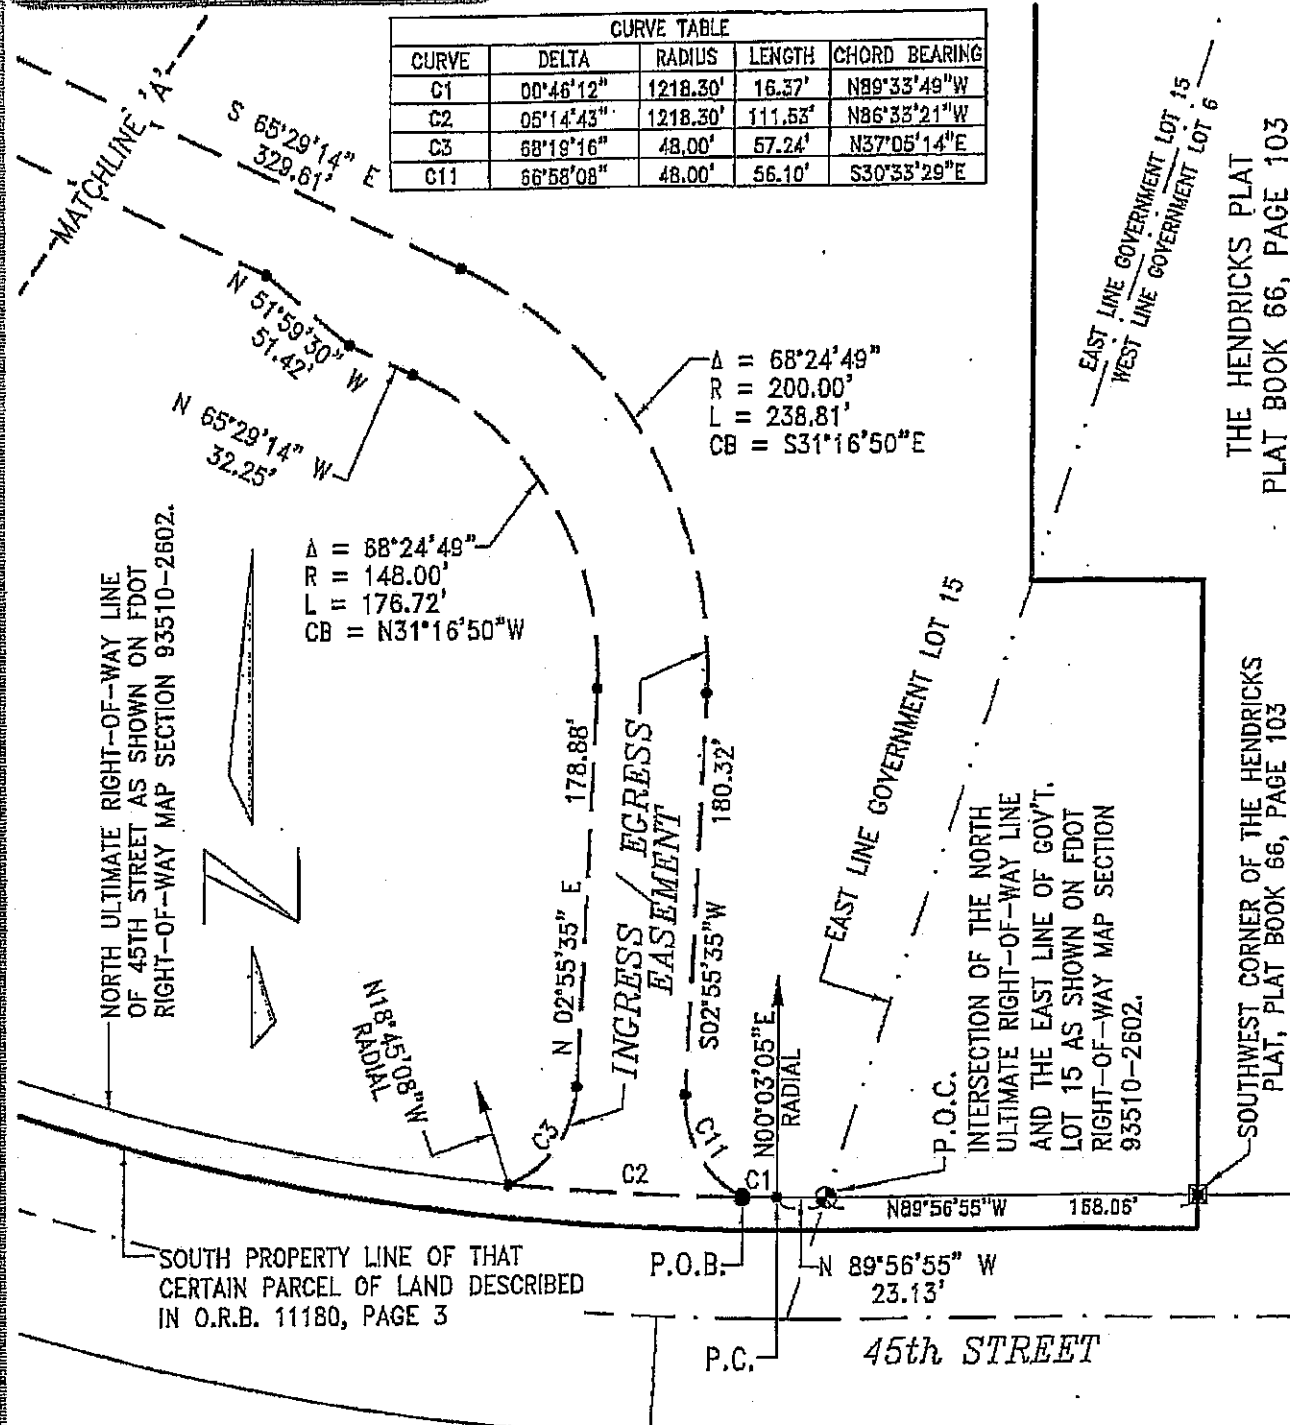 CURVE TABLE
CURVE DELTA RADIUS LENGTH CHORD BEARING
C1 00°46'12" 1218.30' 16.37' N89°33'49"W
C2 05°14'43" 1218.30' 111.53' N86°33'21"W
C3 68°19'16" 48.00' 57.24' N37°05'14"E
C11 66°58'08" 48.00' 56.10' S30°33'29"E
MATCHLINE 'A'
S 65°29'14" E
329.61'
EAST LINE GOVERNMENT LOT 15
WEST LINE GOVERNMENT LOT 6
THE HENDRICKS PLAT
PLAT BOOK 66, PAGE 103
N 51°59'30" W
51.42'
N 65°29'14" W
32.25'
Δ = 68°24'49"
R = 200.00'
L = 238.81'
CB = S31°16'50"E
Δ = 68°24'49"
R = 148.00'
L = 176.72'
CB = N31°16'50"W
NORTH ULTIMATE RIGHT-OF-WAY LINE
OF 45TH STREET AS SHOWN ON FDOT
RIGHT-OF-WAY MAP SECTION 93510-2602.
N
N 02°55'35" E 178.88'
INGRESS EGRESS
EASEMENT
S02°55'35"W 180.32'
EAST LINE GOVERNMENT LOT 15
N18°45'08"W
RADIAL
N00°03'05"E
RADIAL
P.O.C.
INTERSECTION OF THE NORTH
ULTIMATE RIGHT-OF-WAY LINE
AND THE EAST LINE OF GOV'T.
LOT 15 AS SHOWN ON FDOT
RIGHT-OF-WAY MAP SECTION
93510-2602.
SOUTHWEST CORNER OF THE HENDRICKS
PLAT, PLAT BOOK 66, PAGE 103
C3
C11
C2
C1
N89°56'55"W 158.06'
SOUTH PROPERTY LINE OF THAT
CERTAIN PARCEL OF LAND DESCRIBED
IN O.R.B. 11180, PAGE 3
P.O.B.
N 89°56'55" W
23.13'
P.C.
45th STREET